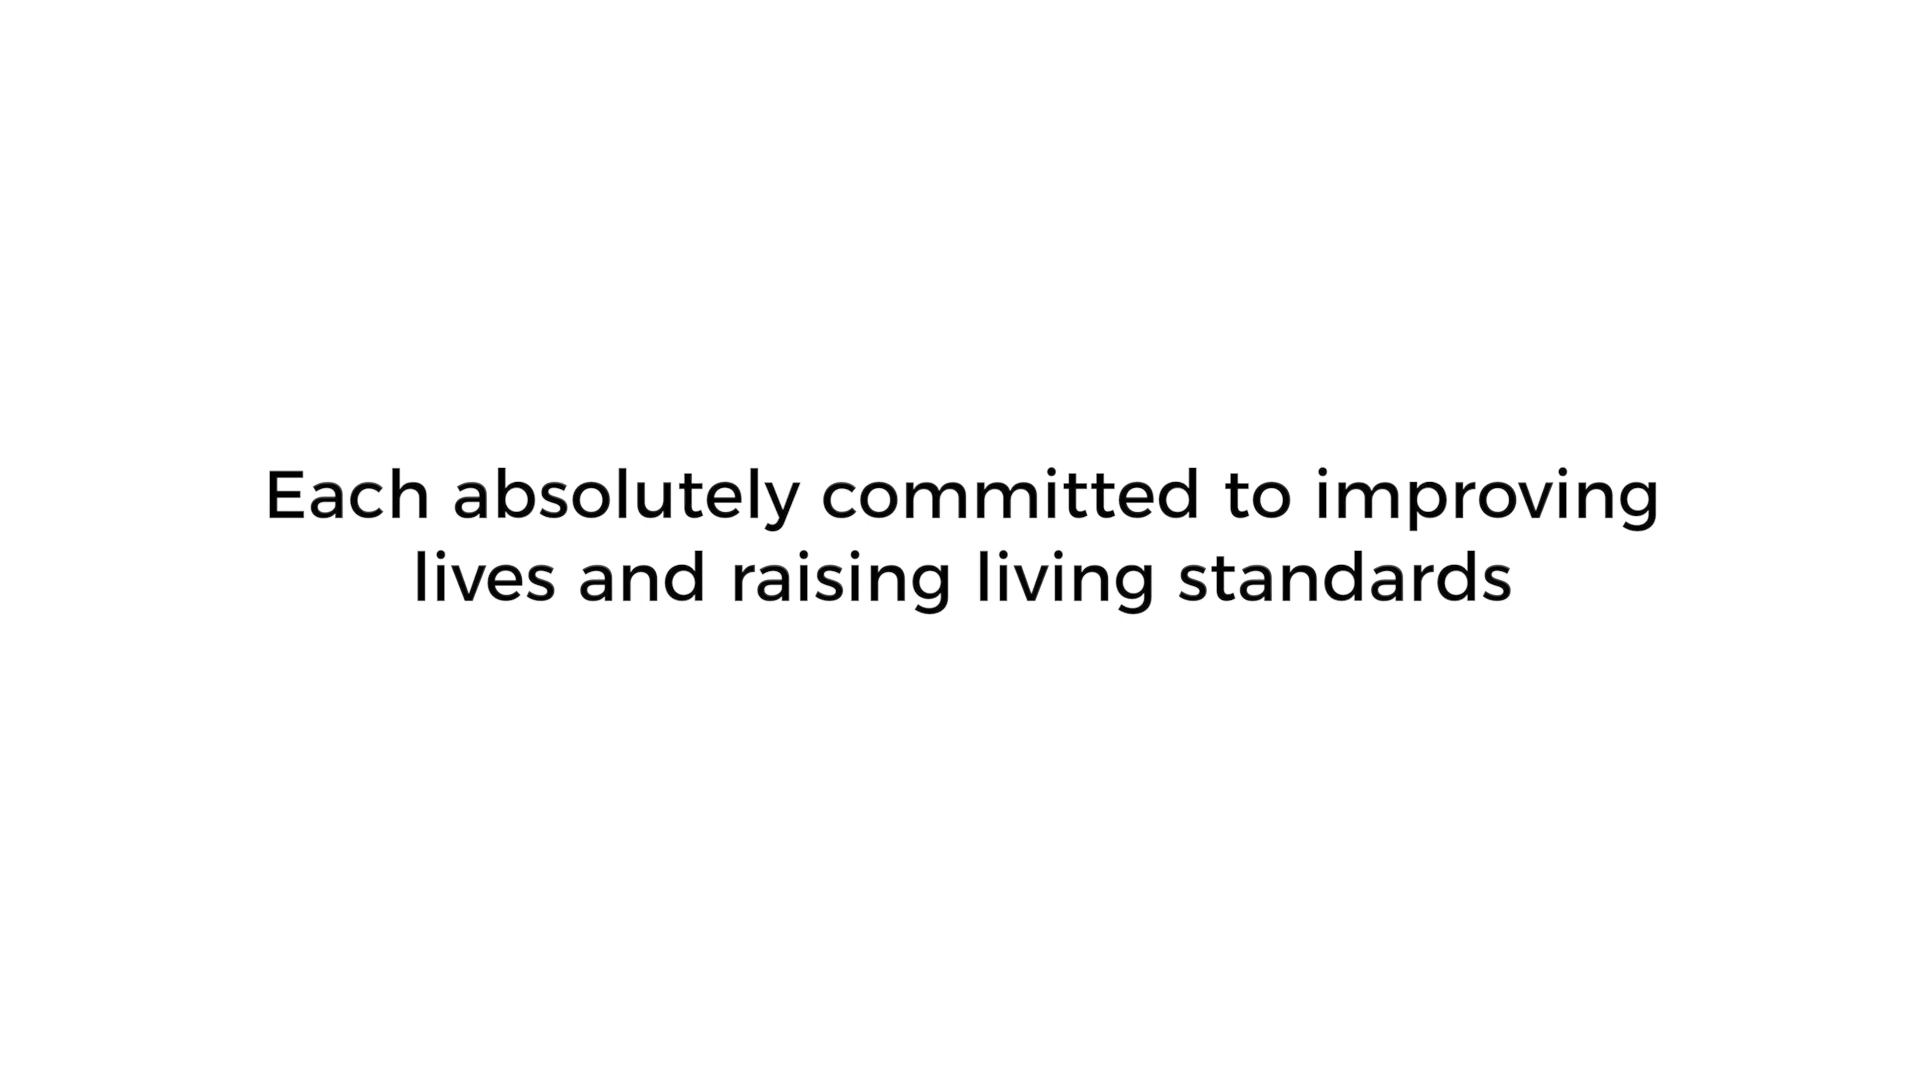 Each absolutely committed to improving
lives and raising living standards